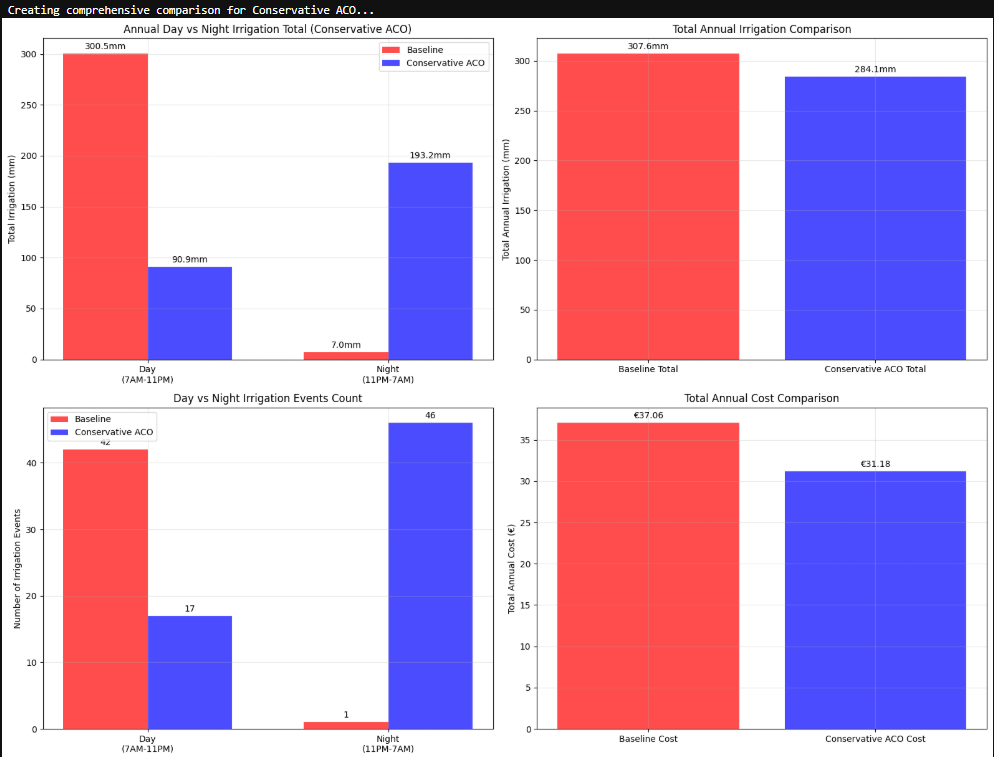 Creating comprehensive comparison for Conservative ACO...
Annual Day vs Night Irrigation Total (Conservative ACO)
300.5mm
Baseline
Conservative ACO
300
250
200
150
100
50
0
Total Irrigation (mm)
193.2mm
90.9mm
7.0mm
Day
(7AM-11PM)
Night
(11PM-7AM)
Total Annual Irrigation Comparison
307.6mm
284.1mm
300
250
200
150
100
50
0
Total Annual Irrigation (mm)
Baseline Total
Conservative ACO Total
Day vs Night Irrigation Events Count
Baseline
Conservative ACO
42
46
40
30
20
10
0
Number of Irrigation Events
17
1
Day
(7AM-11PM)
Night
(11PM-7AM)
Total Annual Cost Comparison
€37.06
€31.18
35
30
25
20
15
10
5
0
Total Annual Cost (€)
Baseline Cost
Conservative ACO Cost